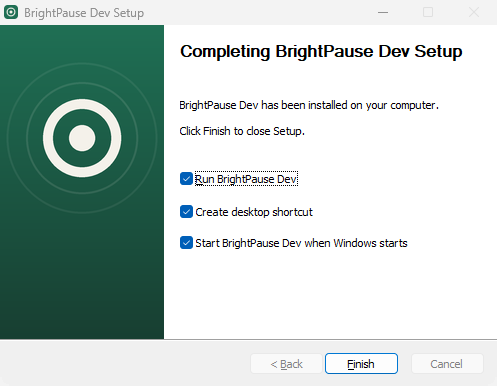 BrightPause Dev Setup
Completing BrightPause Dev Setup
BrightPause Dev has been installed on your computer.
Click Finish to close Setup.
Run BrightPause Dev
Create desktop shortcut
Start BrightPause Dev when Windows starts
< Back
Finish
Cancel